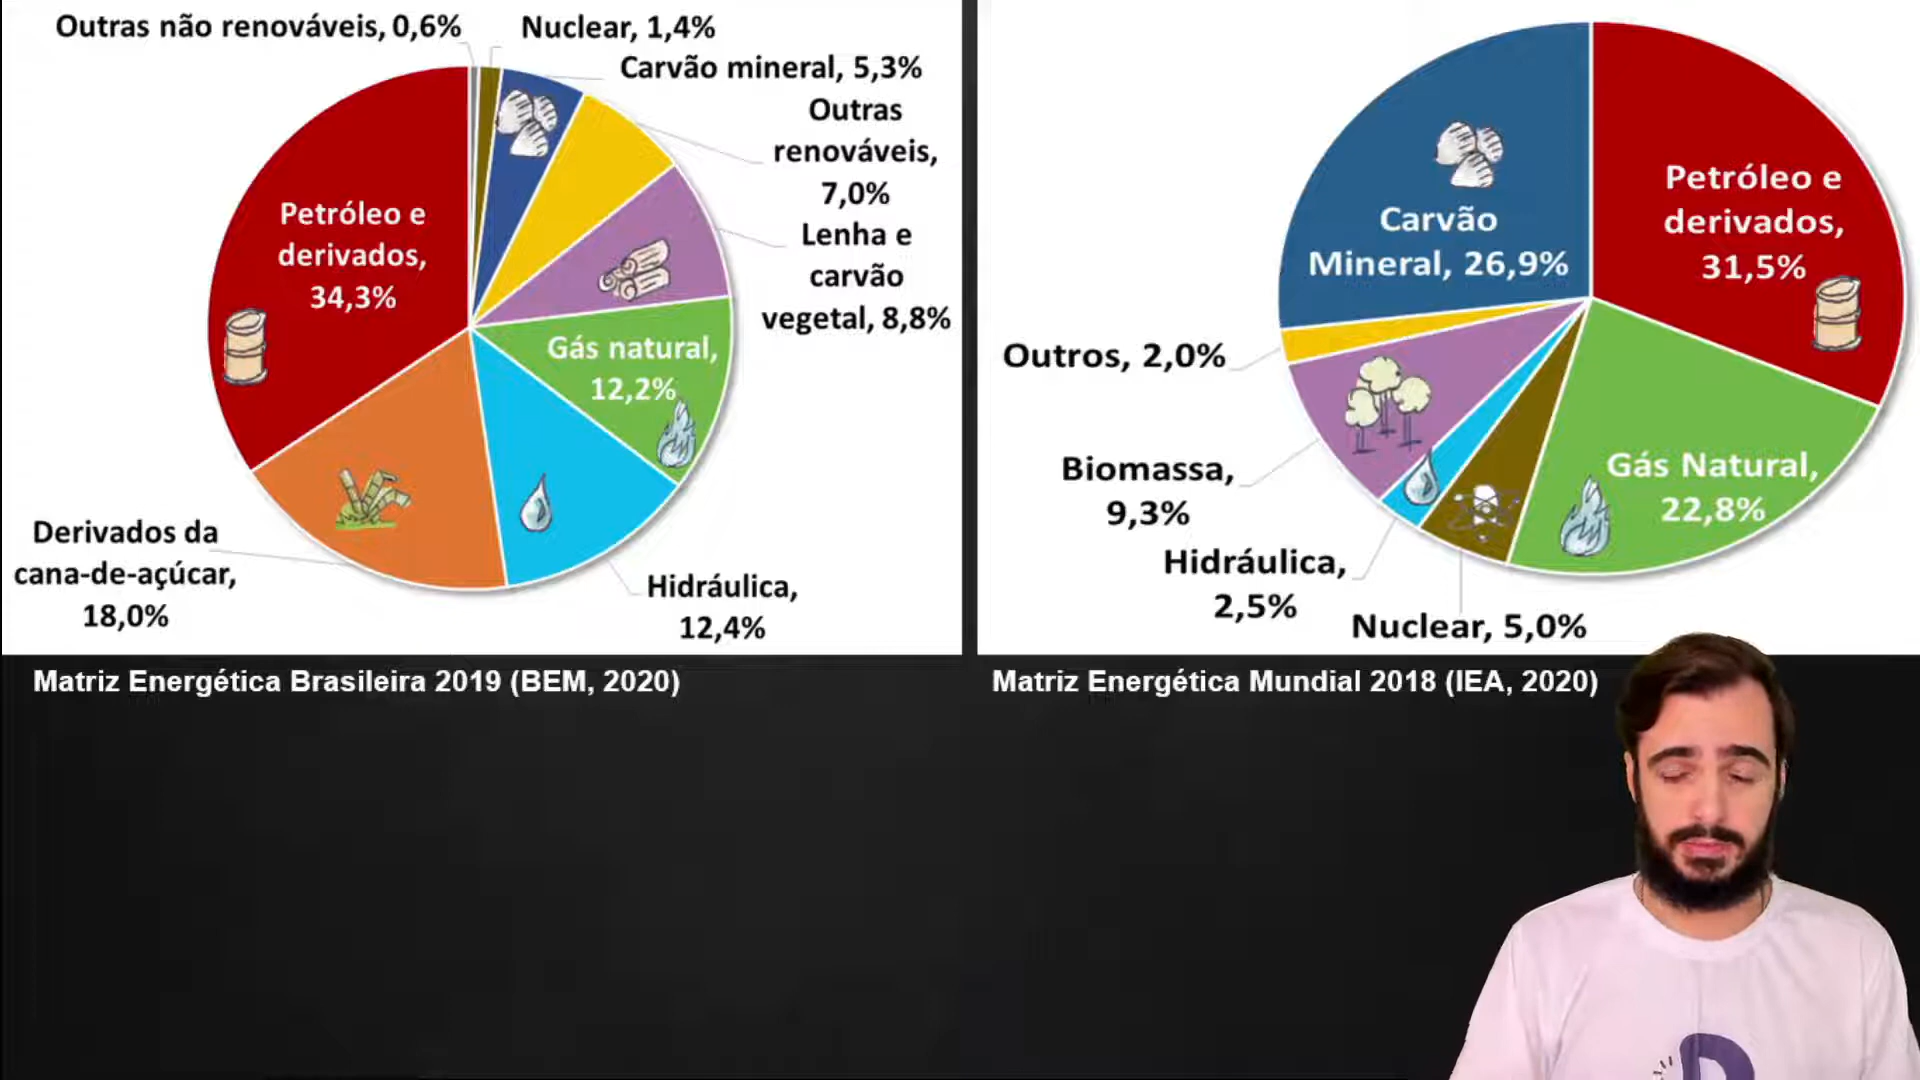 Outras não renováveis, 0,6%
Nuclear, 1,4%
Carvão mineral, 5,3%
Outras
renováveis,
7,0%
Lenha e
carvão
vegetal, 8,8%
Petróleo e
derivados,
34,3%
Gás natural,
12,2%
Derivados da
cana-de-açúcar,
18,0%
Hidráulica,
12,4%
Matriz Energética Brasileira 2019 (BEM, 2020)
Carvão
Mineral, 26,9%
Petróleo e
derivados,
31,5%
Outros, 2,0%
Biomassa,
9,3%
Hidráulica,
2,5%
Nuclear, 5,0%
Gás Natural,
22,8%
Matriz Energética Mundial 2018 (IEA, 2020)